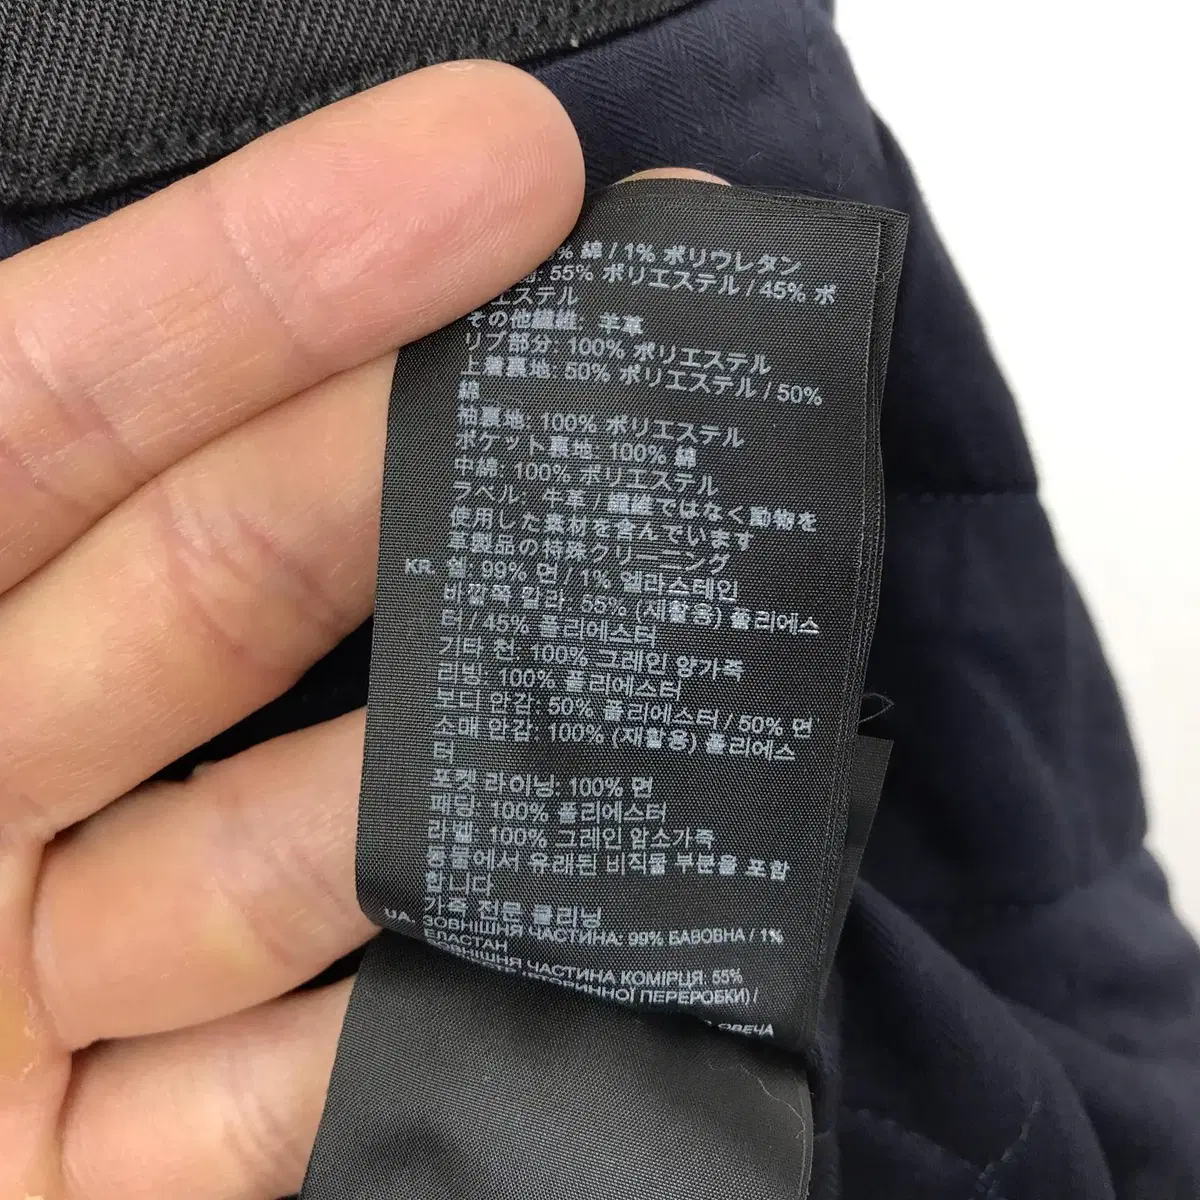 % 綿 / 1% ポリウレタン
: 55% ポリエステル / 45% ポ
エステル
その他繊維: 羊革
リブ部分: 100% ポリエステル
上着裏地: 50% ポリエステル / 50%
綿
袖裏地: 100% ポリエステル
ポケット裏地: 100% 綿
中綿: 100% ポリエステル
ラベル: 牛革 / 繊維ではなく動物を
使用した素材を含んでいます
革製品の特殊クリーニング
KR. 쉘: 99% 면 / 1% 엘라스테인
바깥쪽 칼라: 55% (재활용) 폴리에스
터 / 45% 폴리에스터
기타 천: 100% 그레인 양가죽
리빙: 100% 폴리에스터
보디 안감: 50% 폴리에스터 / 50% 면
소매 안감: 100% (재활용) 폴리에스
터
포켓 라이닝: 100% 면
패딩: 100% 폴리에스터
라벨: 100% 그레인 암소가죽
동물에서 유래된 비직물 부분을 포함
합니다
가죽 전문 클리닝
UA: ЗОВНІШНЯ ЧАСТИНА: 99% БАВОВНА / 1%
ЕЛАСТАН
ЗОВНІШНЯ ЧАСТИНА КОМІРЦЯ: 55%
ПЕРЕРОБКИ) /
ОВЕЧА